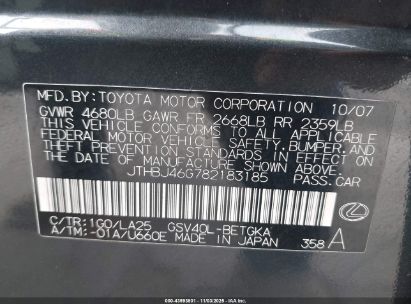 MFD.BY:TOYOTA MOTOR CORPORATION 10/07
GVWR 4680LB GAWR FR 2668LB RR 2359LB
THIS VEHICLE CONFORMS TO ALL APPLICABLE
FEDERAL MOTOR VEHICLE SAFETY, BUMPER, AND
THEFT PREVENTION STANDARDS IN EFFECT ON
THE DATE OF MANUFACTURE SHOWN ABOVE.
JTHBJ46G782183185 PASS.CAR
C/TR:1G0/LA25 GSV40L-BETGKA
A/TM:-01A/U660E MADE IN JAPAN 358 A